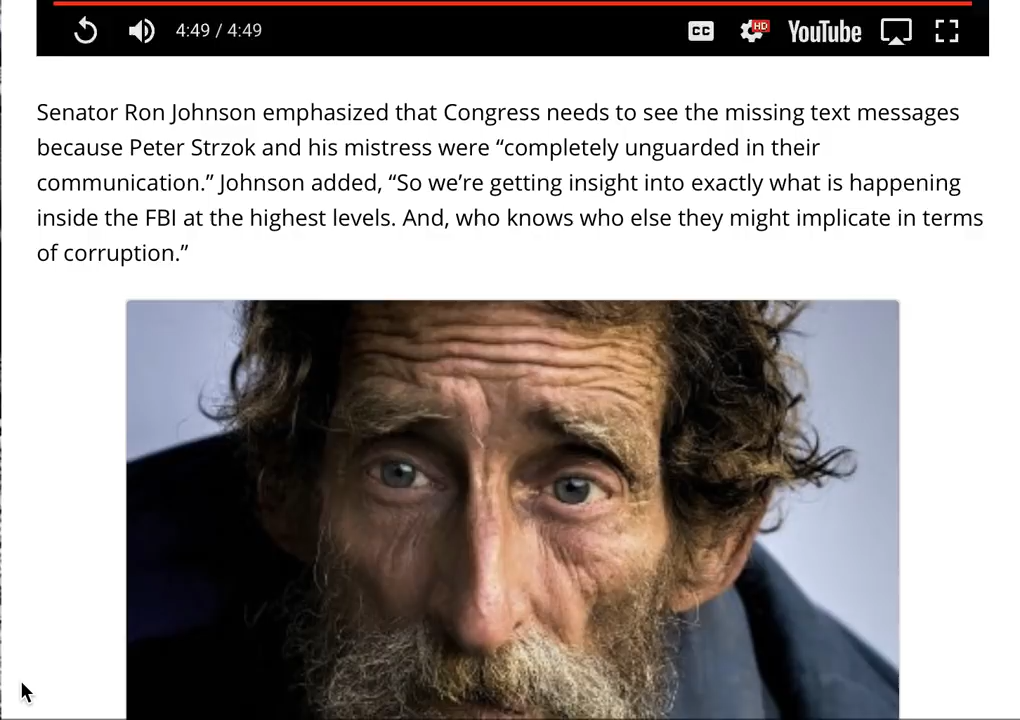 4:49 / 4:49
CC
HD
YouTube
Senator Ron Johnson emphasized that Congress needs to see the missing text messages
because Peter Strzok and his mistress were “completely unguarded in their
communication.” Johnson added, “So we’re getting insight into exactly what is happening
inside the FBI at the highest levels. And, who knows who else they might implicate in terms
of corruption.”